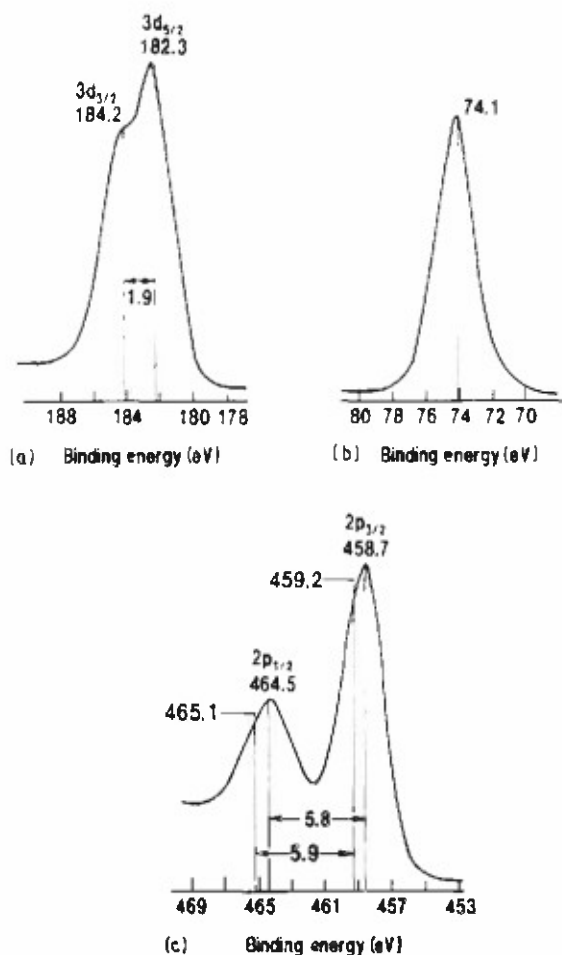 3d5/2
182.3
3d3/2
184.2
1.9
188 184 180 178
(a) Binding energy (eV)
74.1
80 78 76 74 72 70
(b) Binding energy (eV)
2p3/2
458.7
459.2
2p1/2
464.5
465.1
5.8
5.9
469 465 461 457 453
(c) Binding energy (eV)